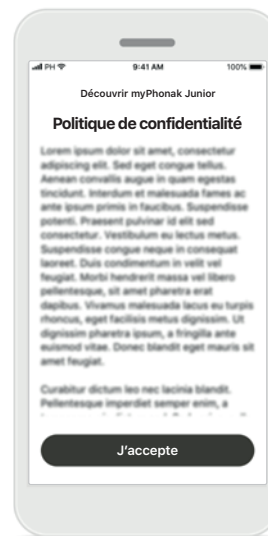 PH 9:41 AM 100%
Découvrir myPhonak Junior
Politique de confidentialité
Lorem ipsum dolor sit amet, consectetur
adipiscing elit. Sed eget congue tellus.
Aenean convallis augue in quam egestas
tincidunt. Interdum et malesuada fames ac
ante ipsum primis in faucibus. Suspendisse
potenti. Praesent pulvinar id elit sed
consectetur. Vestibulum eu lectus metus.
Suspendisse congue neque in consequat
laoreet. Duis condimentum in velit vel
feugiat. Morbi hendrerit massa vel libero
pellentesque, sit amet pharetra erat
dapibus. Vivamus malesuada lacus eu turpis
rhoncus, eget facilisis metus dignissim. Ut
dignissim pharetra ipsum, a fringilla ante
euismod vitae. Donec blandit eget mauris sit
amet feugiat.
Curabitur dictum leo nec lacinia blandit.
Pellentesque imperdiet semper enim, a
J'accepte